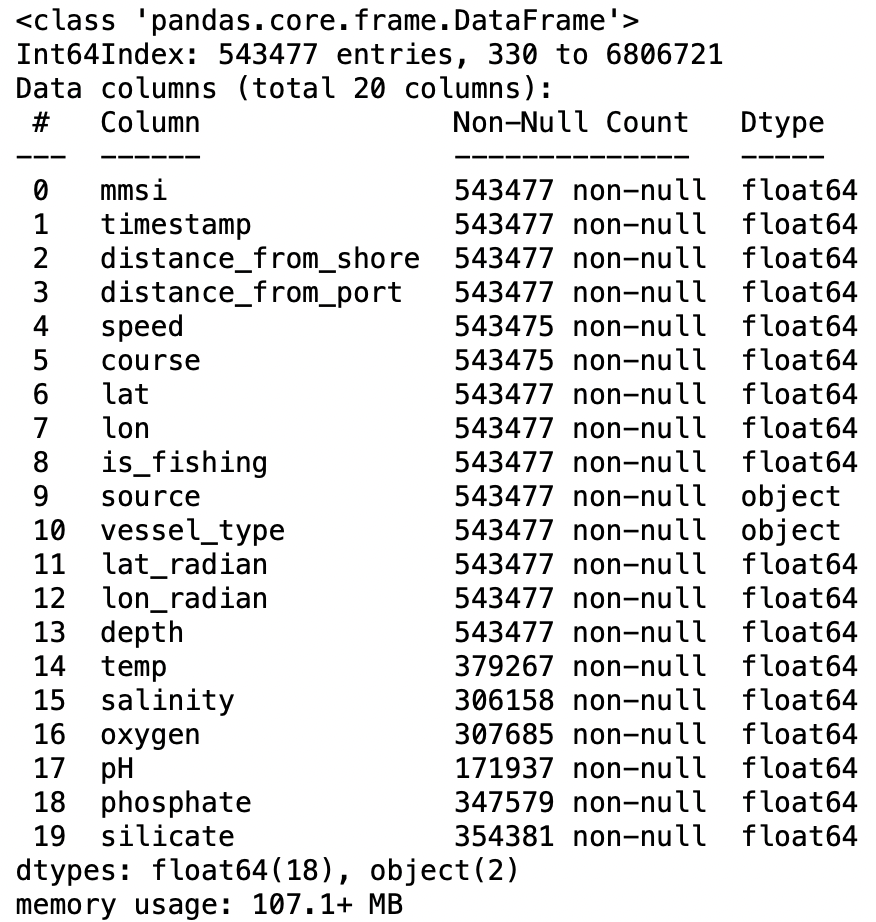 <class 'pandas.core.frame.DataFrame'>
Int64Index: 543477 entries, 330 to 6806721
Data columns (total 20 columns):
 #   Column               Non-Null Count   Dtype
---  ------               --------------   -----
 0   mmsi                 543477 non-null  float64
 1   timestamp            543477 non-null  float64
 2   distance_from_shore  543477 non-null  float64
 3   distance_from_port   543477 non-null  float64
 4   speed                543475 non-null  float64
 5   course               543475 non-null  float64
 6   lat                  543477 non-null  float64
 7   lon                  543477 non-null  float64
 8   is_fishing           543477 non-null  float64
 9   source               543477 non-null  object
 10  vessel_type          543477 non-null  object
 11  lat_radian           543477 non-null  float64
 12  lon_radian           543477 non-null  float64
 13  depth                543477 non-null  float64
 14  temp                 379267 non-null  float64
 15  salinity             306158 non-null  float64
 16  oxygen               307685 non-null  float64
 17  pH                   171937 non-null  float64
 18  phosphate            347579 non-null  float64
 19  silicate             354381 non-null  float64
dtypes: float64(18), object(2)
memory usage: 107.1+ MB